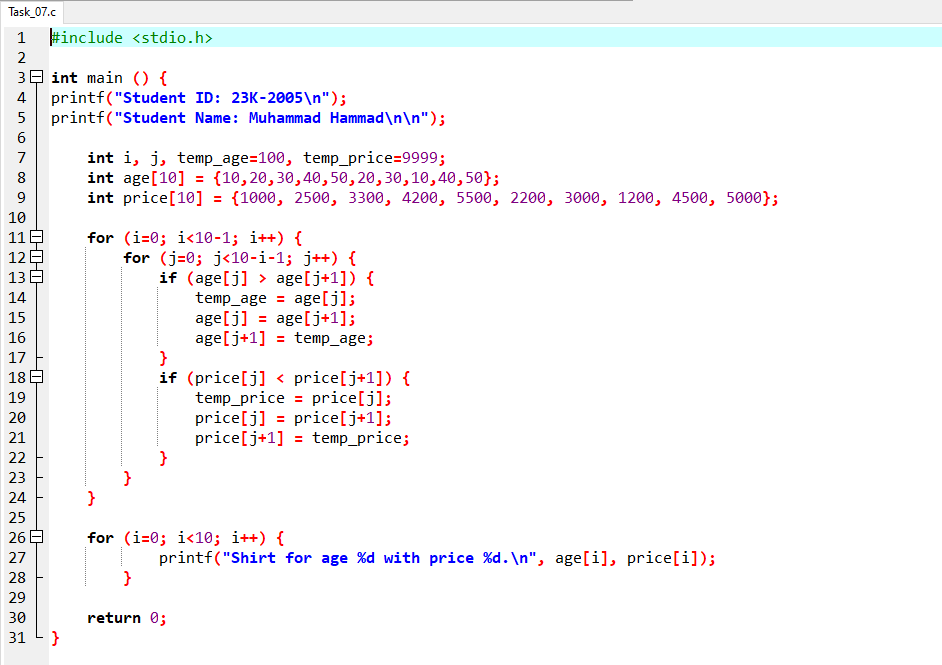 Task_07.c
1 #include <stdio.h>
2
3 int main () {
4 printf("Student ID: 23K-2005\n");
5 printf("Student Name: Muhammad Hammad\n\n");
6
7 int i, j, temp_age=100, temp_price=9999;
8 int age[10] = {10,20,30,40,50,20,30,10,40,50};
9 int price[10] = {1000, 2500, 3300, 4200, 5500, 2200, 3000, 1200, 4500, 5000};
10
11 for (i=0; i<10-1; i++) {
12 for (j=0; j<10-i-1; j++) {
13 if (age[j] > age[j+1]) {
14 temp_age = age[j];
15 age[j] = age[j+1];
16 age[j+1] = temp_age;
17 }
18 if (price[j] < price[j+1]) {
19 temp_price = price[j];
20 price[j] = price[j+1];
21 price[j+1] = temp_price;
22 }
23 }
24 }
25
26 for (i=0; i<10; i++) {
27 printf("Shirt for age %d with price %d.\n", age[i], price[i]);
28 }
29
30 return 0;
31 }